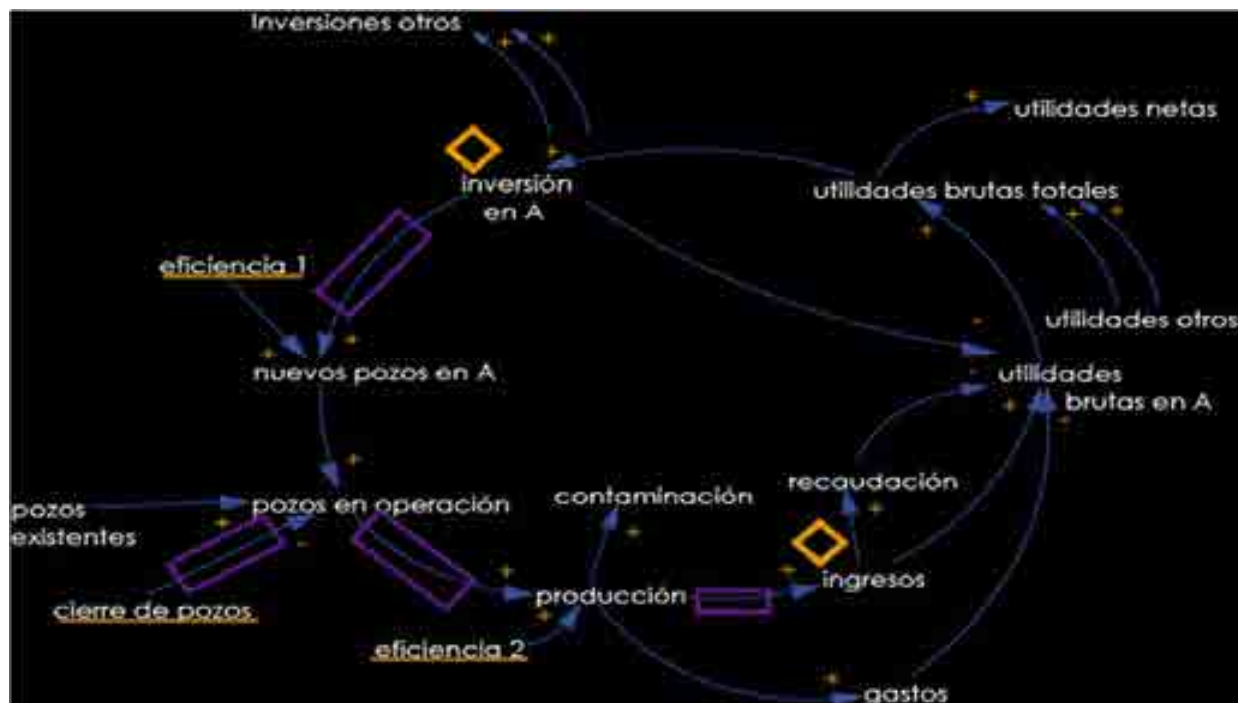 Inversiones otros
utilidades netas
inversión
en A
utilidades brutas totales
eficiencia 1
utilidades otros
nuevos pozos en A
utilidades
brutas en A
pozos
existentes
pozos en operación
contaminación
recaudación
ingresos
producción
cierre de pozos
eficiencia 2
gastos